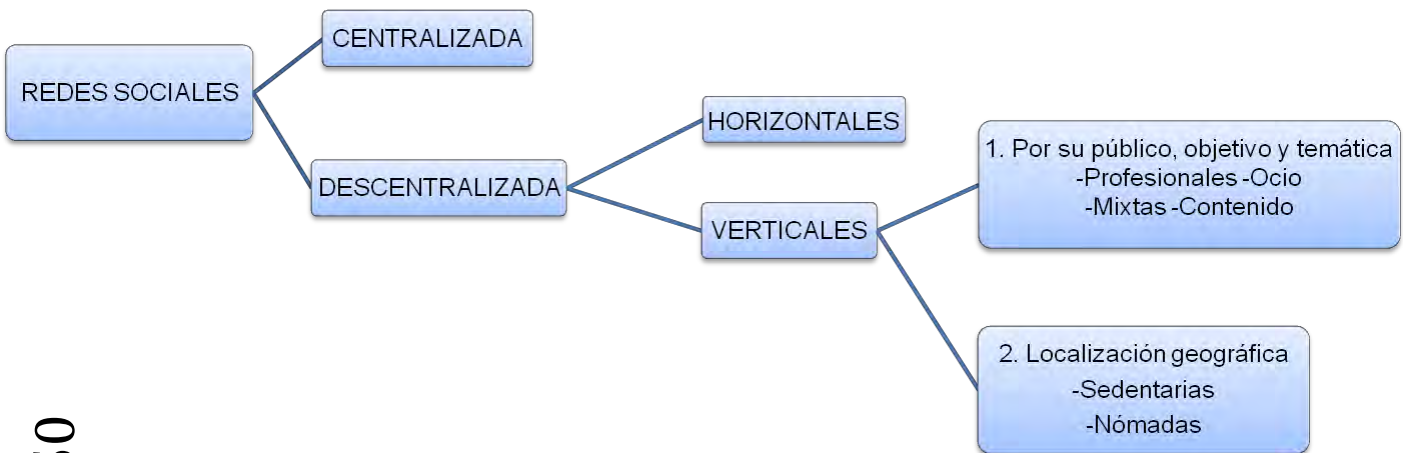 CENTRALIZADA
REDES SOCIALES
HORIZONTALES
DESCENTRALIZADA
VERTICALES
1. Por su público, objetivo y temática
-Profesionales -Ocio
-Mixtas -Contenido
2. Localización geográfica
-Sedentarias
-Nómadas